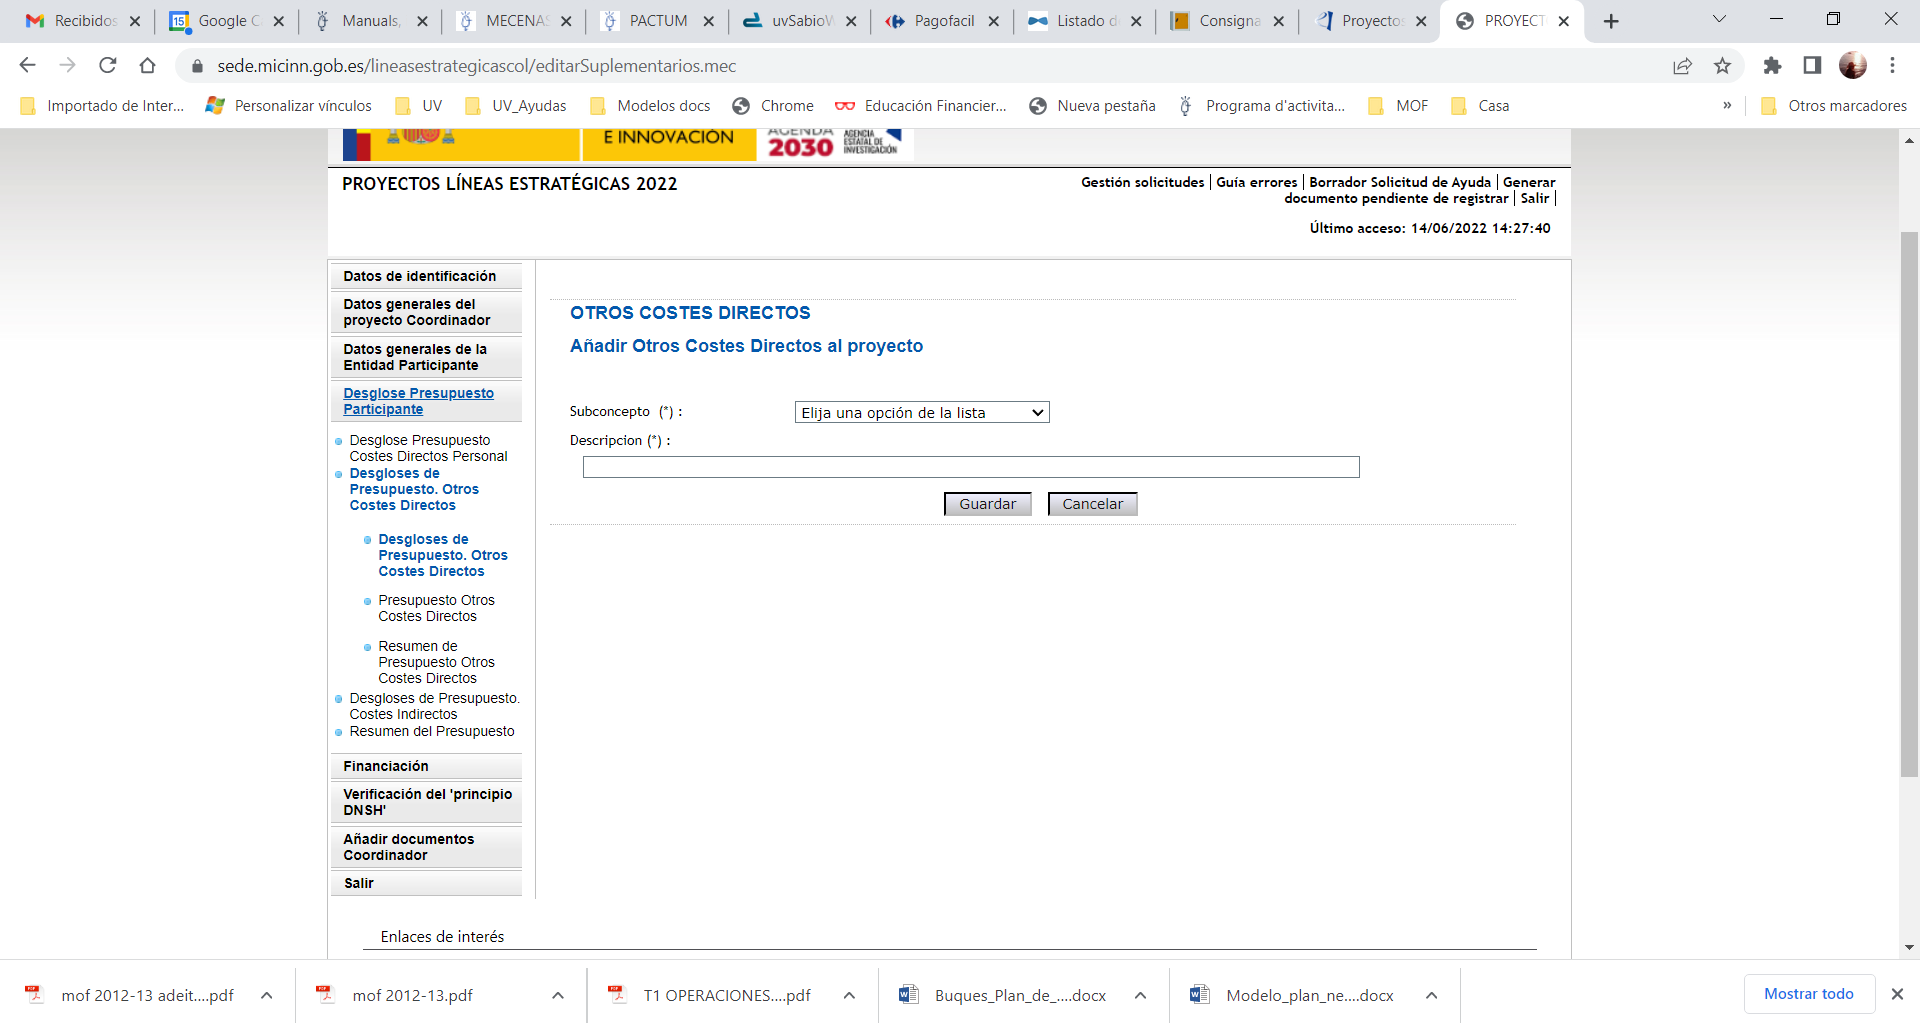 Recibidos
Google C
Manuals,
MECENAS
PACTUM
uvSabioW
Pagofacil
Listado d
Consigna
Proyectos
PROYECT
sede.micinn.gob.es/lineasestrategicascol/editarSuplementarios.mec
Importado de Inter...
Personalizar vínculos
UV
UV_Ayudas
Modelos docs
Chrome
Educación Financier...
Nueva pestaña
Programa d'activita...
MOF
Casa
»
Otros marcadores
E INNOVACIÓN
AGENDA
2030
AGENCIA
ESTATAL DE
INVESTIGACIÓN
PROYECTOS LÍNEAS ESTRATÉGICAS 2022
Gestión solicitudes | Guía errores | Borrador Solicitud de Ayuda | Generar
documento pendiente de registrar | Salir |
Último acceso: 14/06/2022 14:27:40
Datos de identificación
Datos generales del
proyecto Coordinador
Datos generales de la
Entidad Participante
Desglose Presupuesto
Participante
Desglose Presupuesto
Costes Directos Personal
Desgloses de
Presupuesto. Otros
Costes Directos
Desgloses de
Presupuesto. Otros
Costes Directos
Presupuesto Otros
Costes Directos
Resumen de
Presupuesto Otros
Costes Directos
Desgloses de Presupuesto.
Costes Indirectos
Resumen del Presupuesto
Financiación
Verificación del 'principio
DNSH'
Añadir documentos
Coordinador
Salir
OTROS COSTES DIRECTOS
Añadir Otros Costes Directos al proyecto
Subconcepto (*) :
Elija una opción de la lista
Descripcion (*) :
Guardar
Cancelar
Enlaces de interés
mof 2012-13 adeit....pdf
mof 2012-13.pdf
T1 OPERACIONES....pdf
Buques_Plan_de_....docx
Modelo_plan_ne....docx
Mostrar todo